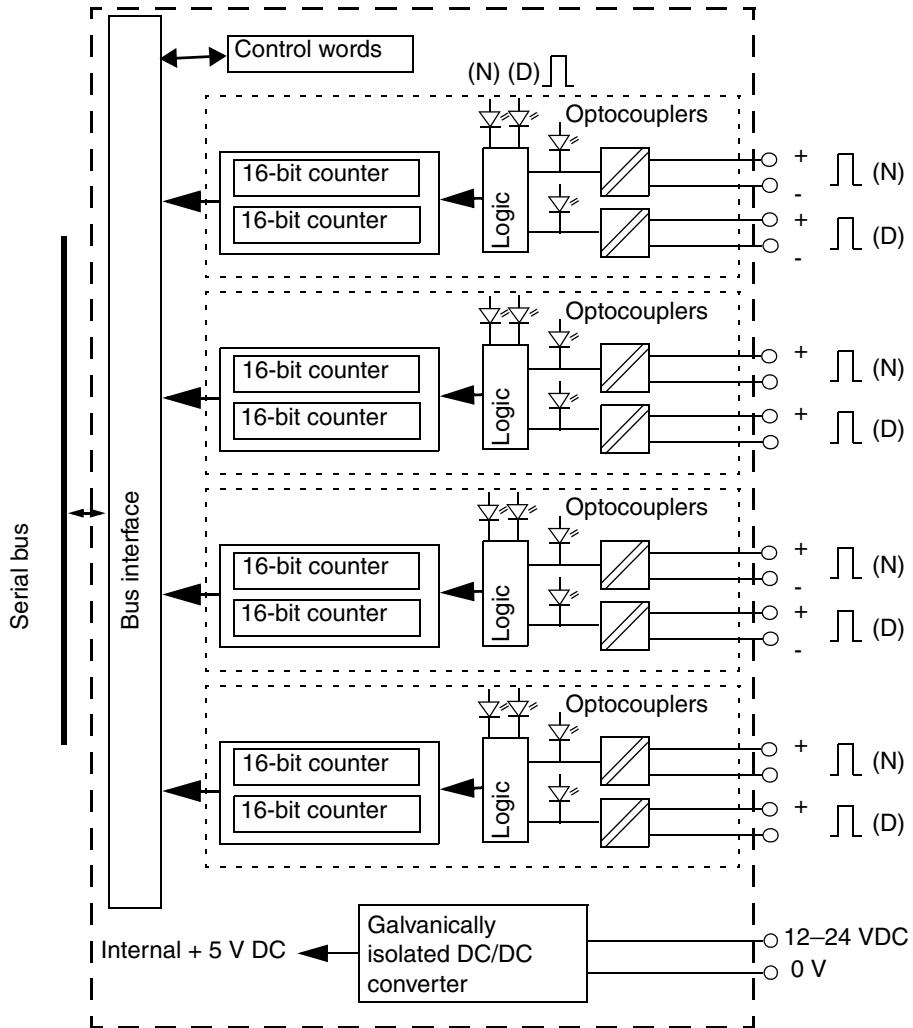 Control words
(N) (D)
Optocouplers
16-bit counter
16-bit counter
Logic
+
-
+
-
(N)
(D)
Optocouplers
16-bit counter
16-bit counter
Logic
+
+
(N)
(D)
Optocouplers
16-bit counter
16-bit counter
Logic
+
-
+
-
(N)
(D)
Optocouplers
16-bit counter
16-bit counter
Logic
+
+
(N)
(D)
Serial bus
Bus interface
Internal + 5 V DC
Galvanically
isolated DC/DC
converter
12–24 VDC
0 V